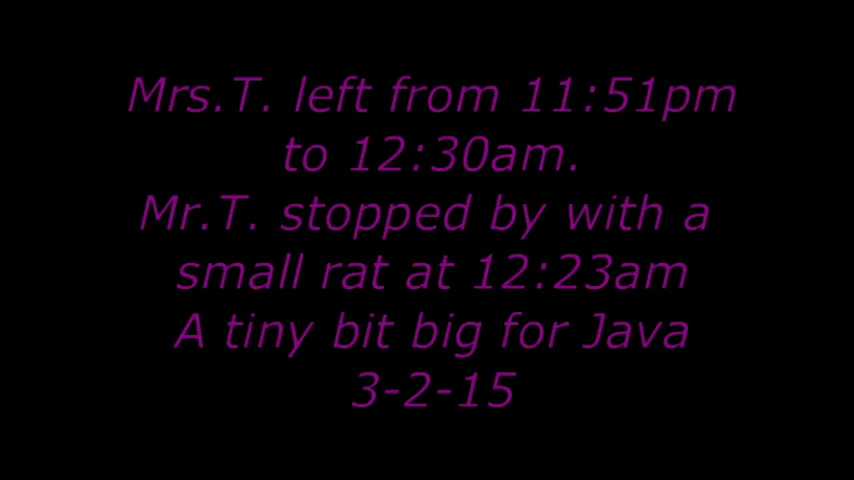 Mrs.T. left from 11:51pm
to 12:30am.
Mr.T. stopped by with a
small rat at 12:23am
A tiny bit big for Java
3-2-15